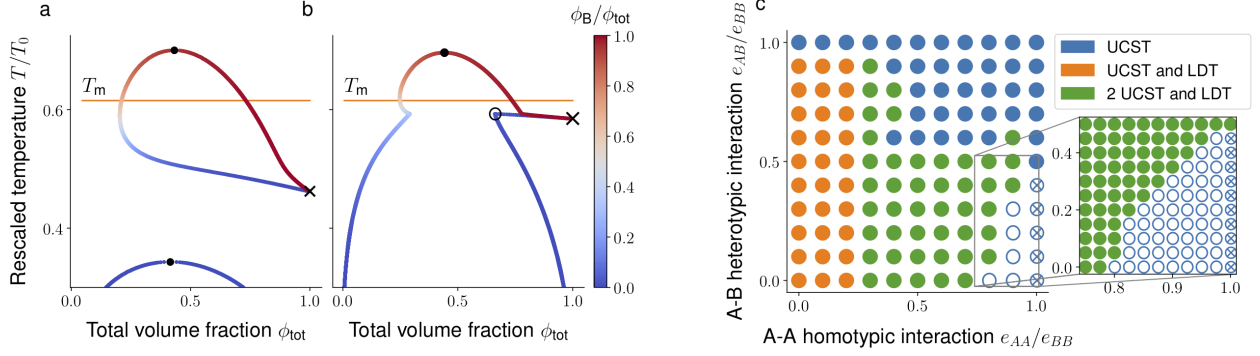 a
Rescaled temperature T/T₀
0.6
0.4
Tₘ
0.0
0.5
1.0
Total volume fraction ϕtot
b
Tₘ
0.0
0.5
1.0
Total volume fraction ϕtot
ϕB/ϕtot
1.0
0.8
0.6
0.4
0.2
0.0
c
A-B heterotypic interaction eAB/eBB
1.0
0.5
0.0
0.0
0.5
1.0
A-A homotypic interaction eAA/eBB
UCST
UCST and LDT
2 UCST and LDT
0.4
0.2
0.0
0.8
0.9
1.0